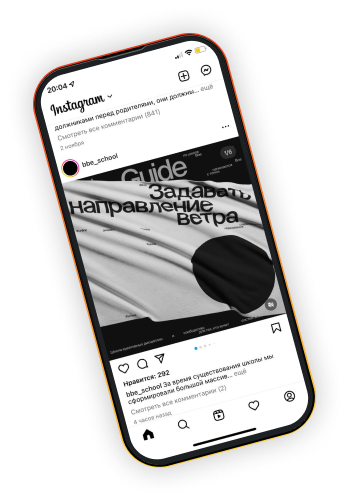 20:04
Instagram
должниками перед родителями, они должны... ещё
Смотреть все комментарии (841)
2 ноября
bbe_school
Guide
1/6
Задавать
направление
ветра
Нравится: 292
bbe_school За время существования школы мы
сформировали большой массив... ещё
Смотреть все комментарии (2)
4 часов назад